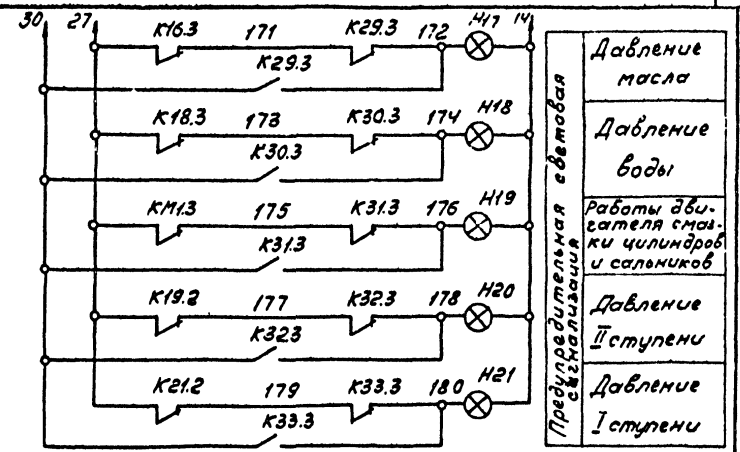 30 27 14
К16.3 171 К29.3 172 Н17
К29.3
К18.3 173 К30.3 174 Н18
К30.3
КМ1.3 175 К31.3 176 Н19
К31.3
К19.2 177 К32.3 178 Н20
К323
К21.2 179 К33.3 180 Н21
К33.3
Предупредительная световая
сигнализация
Давление
масла
Давление
воды
Работы дви-
гателя смаз-
ки цилиндров
и сальников
Давление
II ступени
Давление
I ступени